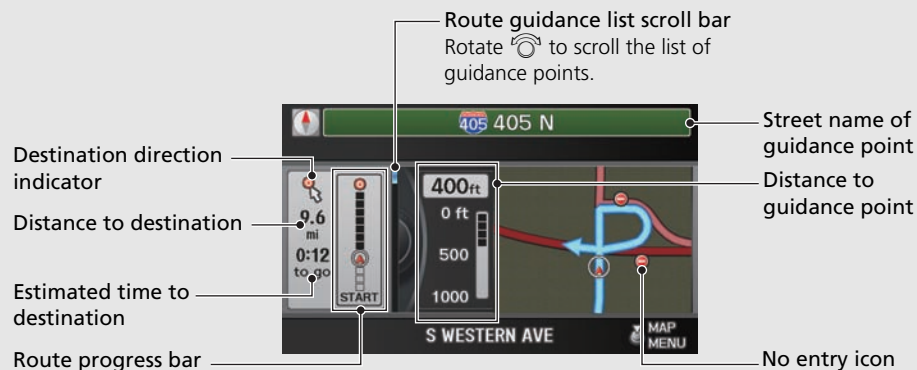 Route guidance list scroll bar
Rotate to scroll the list of
guidance points.
405 405 N
Street name of
guidance point
Destination direction
indicator
Distance to
guidance point
400ft
0 ft
500
1000
Distance to destination
9.6
mi
0:12
to go
START
Estimated time to
destination
S WESTERN AVE
MAP
MENU
Route progress bar
No entry icon